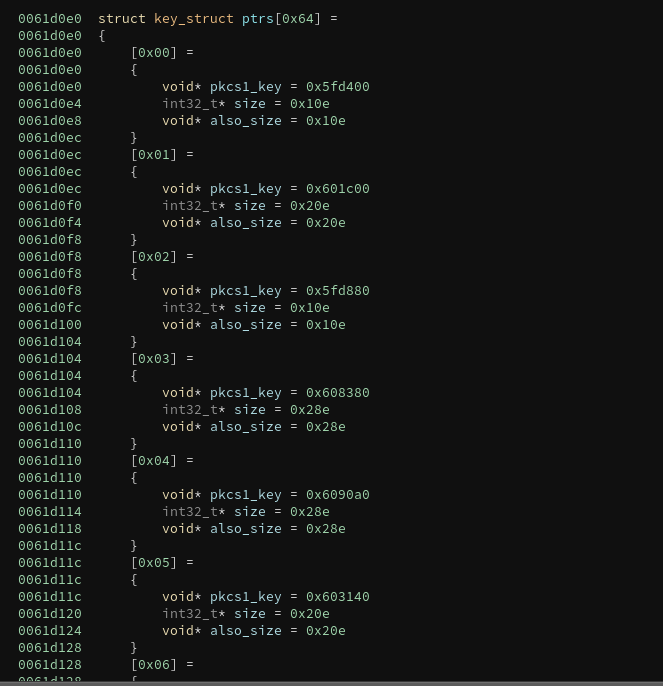 0061d0e0  struct key_struct ptrs[0x64] =
0061d0e0  {
0061d0e0      [0x00] =
0061d0e0      {
0061d0e0          void* pkcs1_key = 0x5fd400
0061d0e4          int32_t* size = 0x10e
0061d0e8          void* also_size = 0x10e
0061d0ec      }
0061d0ec      [0x01] =
0061d0ec      {
0061d0ec          void* pkcs1_key = 0x601c00
0061d0f0          int32_t* size = 0x20e
0061d0f4          void* also_size = 0x20e
0061d0f8      }
0061d0f8      [0x02] =
0061d0f8      {
0061d0f8          void* pkcs1_key = 0x5fd880
0061d0fc          int32_t* size = 0x10e
0061d100          void* also_size = 0x10e
0061d104      }
0061d104      [0x03] =
0061d104      {
0061d104          void* pkcs1_key = 0x608380
0061d108          int32_t* size = 0x28e
0061d10c          void* also_size = 0x28e
0061d110      }
0061d110      [0x04] =
0061d110      {
0061d110          void* pkcs1_key = 0x6090a0
0061d114          int32_t* size = 0x28e
0061d118          void* also_size = 0x28e
0061d11c      }
0061d11c      [0x05] =
0061d11c      {
0061d11c          void* pkcs1_key = 0x603140
0061d120          int32_t* size = 0x20e
0061d124          void* also_size = 0x20e
0061d128      }
0061d128      [0x06] =